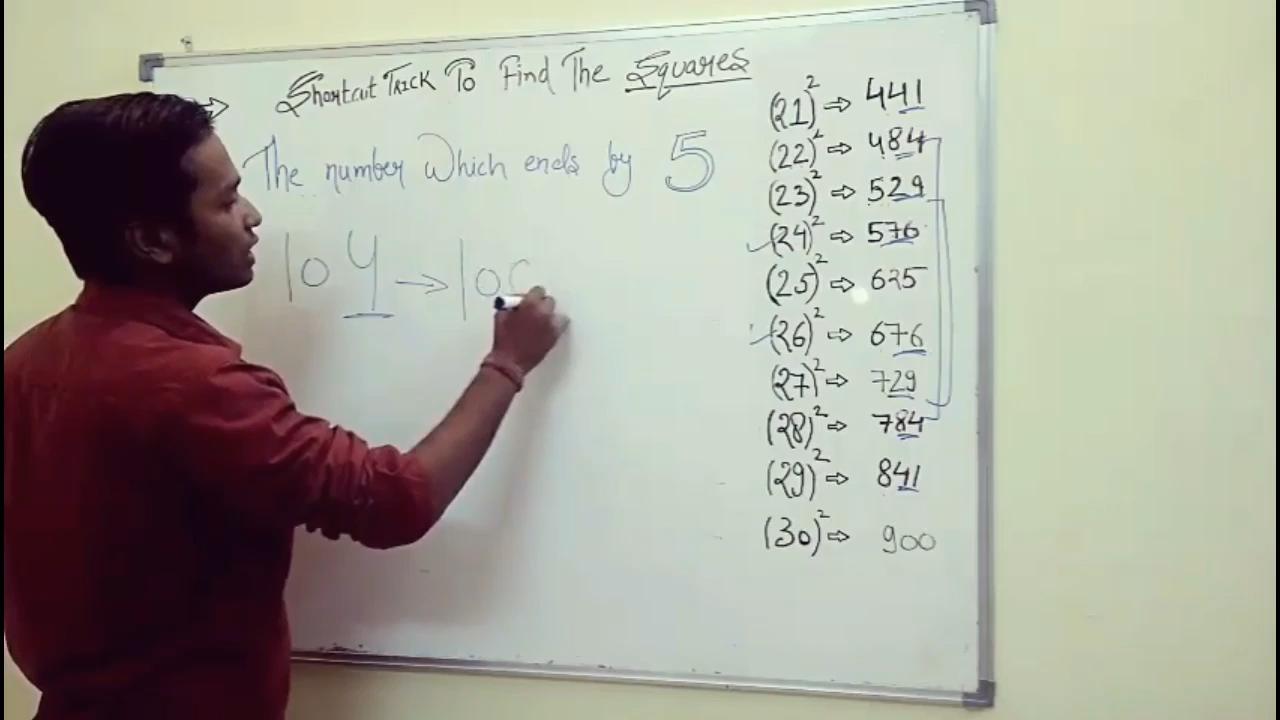 ⇒ Shortcut Trick To Find The Squares
The number which ends by 5
104 → 10
(21)² ⇒ 441
(22)² ⇒ 484
(23)² ⇒ 529
(24)² ⇒ 576
(25)² ⇒ 625
(26)² ⇒ 676
(27)² ⇒ 729
(28)² ⇒ 784
(29)² ⇒ 841
(30)² ⇒ 900